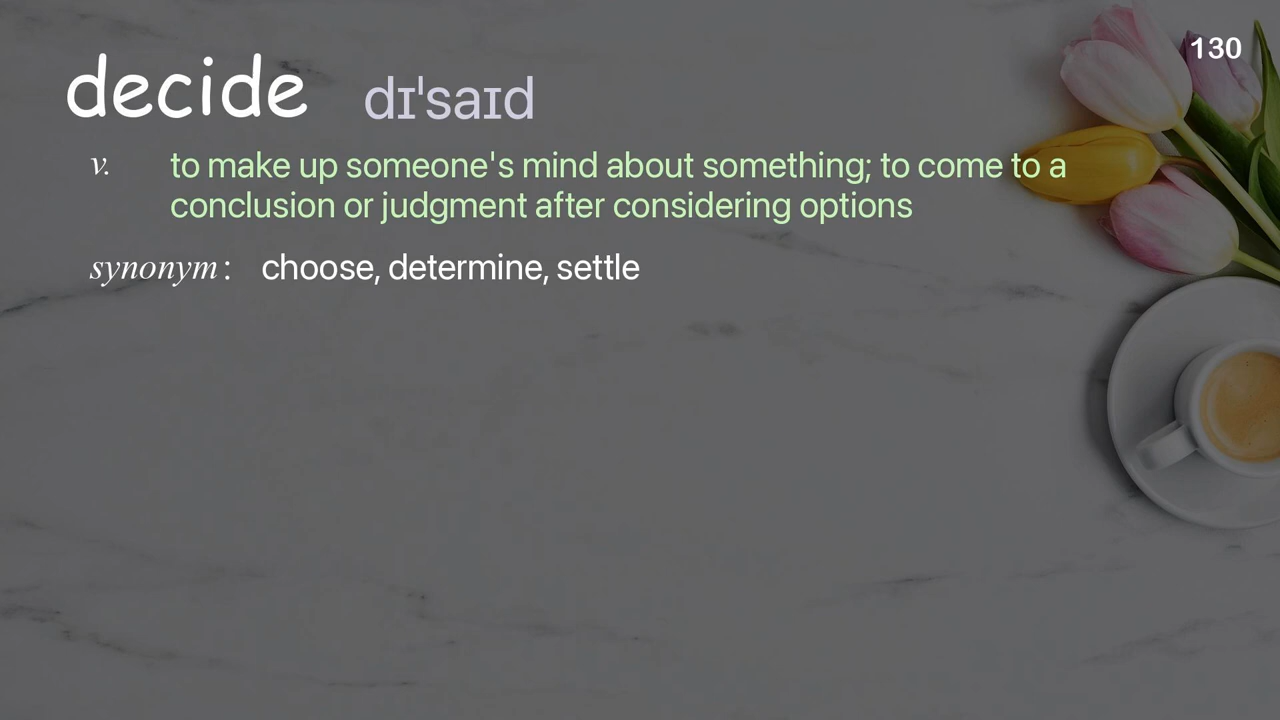 130
decide dɪˈsaɪd
v. to make up someone's mind about something; to come to a
conclusion or judgment after considering options
synonym: choose, determine, settle